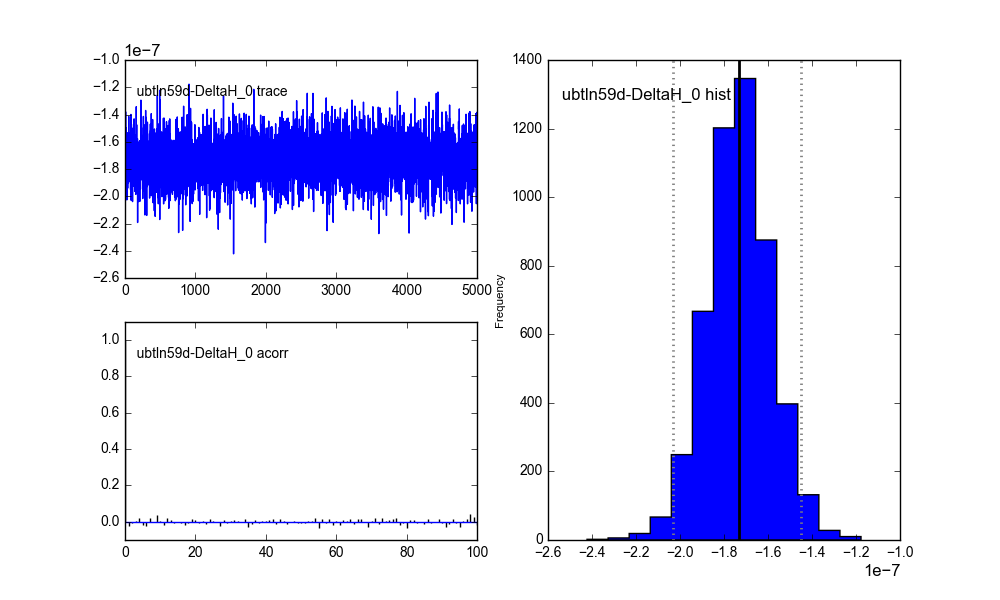 1e−7
−1.0
−1.2
−1.4
−1.6
−1.8
−2.0
−2.2
−2.4
−2.6
ubtln59d-DeltaH_0 trace
0 1000 2000 3000 4000 5000
1.0
0.8
0.6
0.4
0.2
0.0
ubtln59d-DeltaH_0 acorr
0 20 40 60 80 100
Frequency
1400
1200
1000
800
600
400
200
0
ubtln59d-DeltaH_0 hist
−2.6 −2.4 −2.2 −2.0 −1.8 −1.6 −1.4 −1.2 −1.0
1e−7